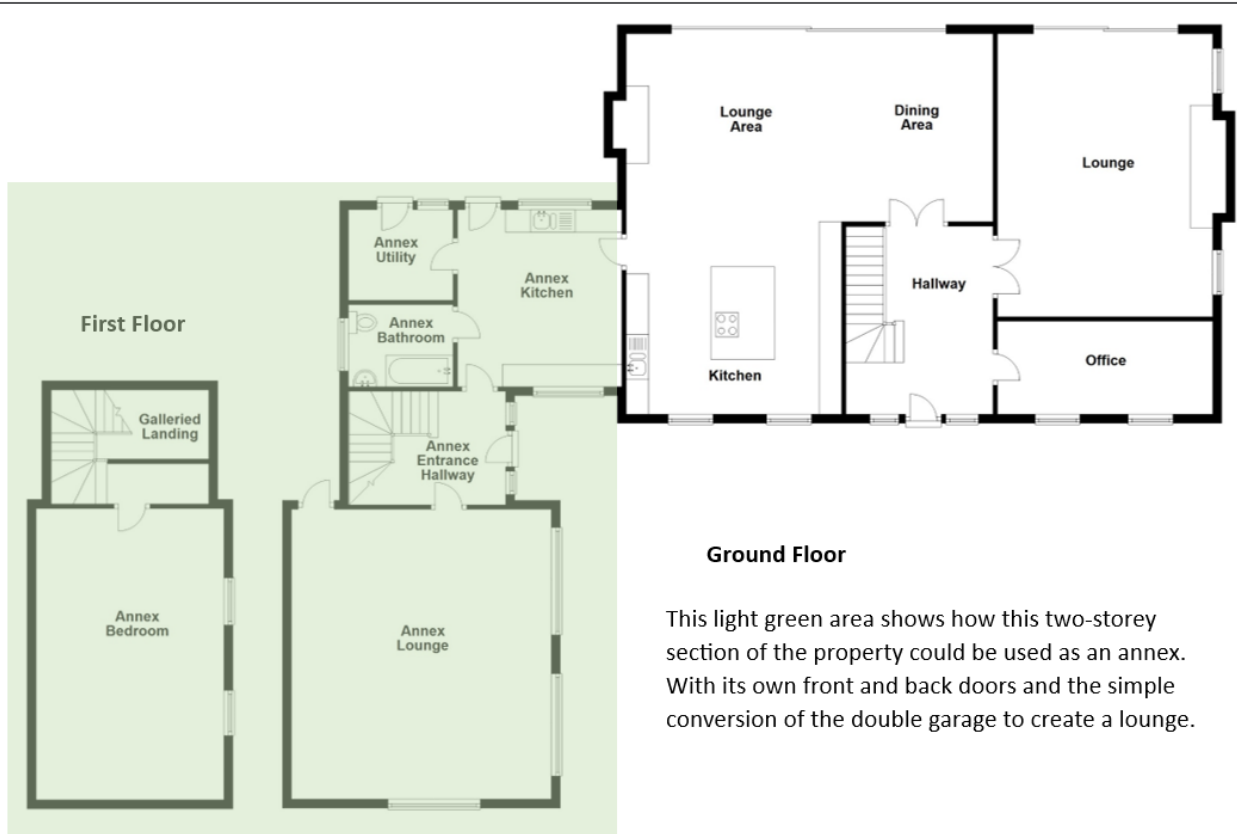 Lounge
Area
Dining
Area
Lounge
Annex
Utility
Annex
Kitchen
Hallway
First Floor
Annex
Bathroom
Kitchen
Office
Galleried
Landing
Annex
Entrance
Hallway
Ground Floor
Annex
Bedroom
Annex
Lounge
This light green area shows how this two-storey
section of the property could be used as an annex.
With its own front and back doors and the simple
conversion of the double garage to create a lounge.